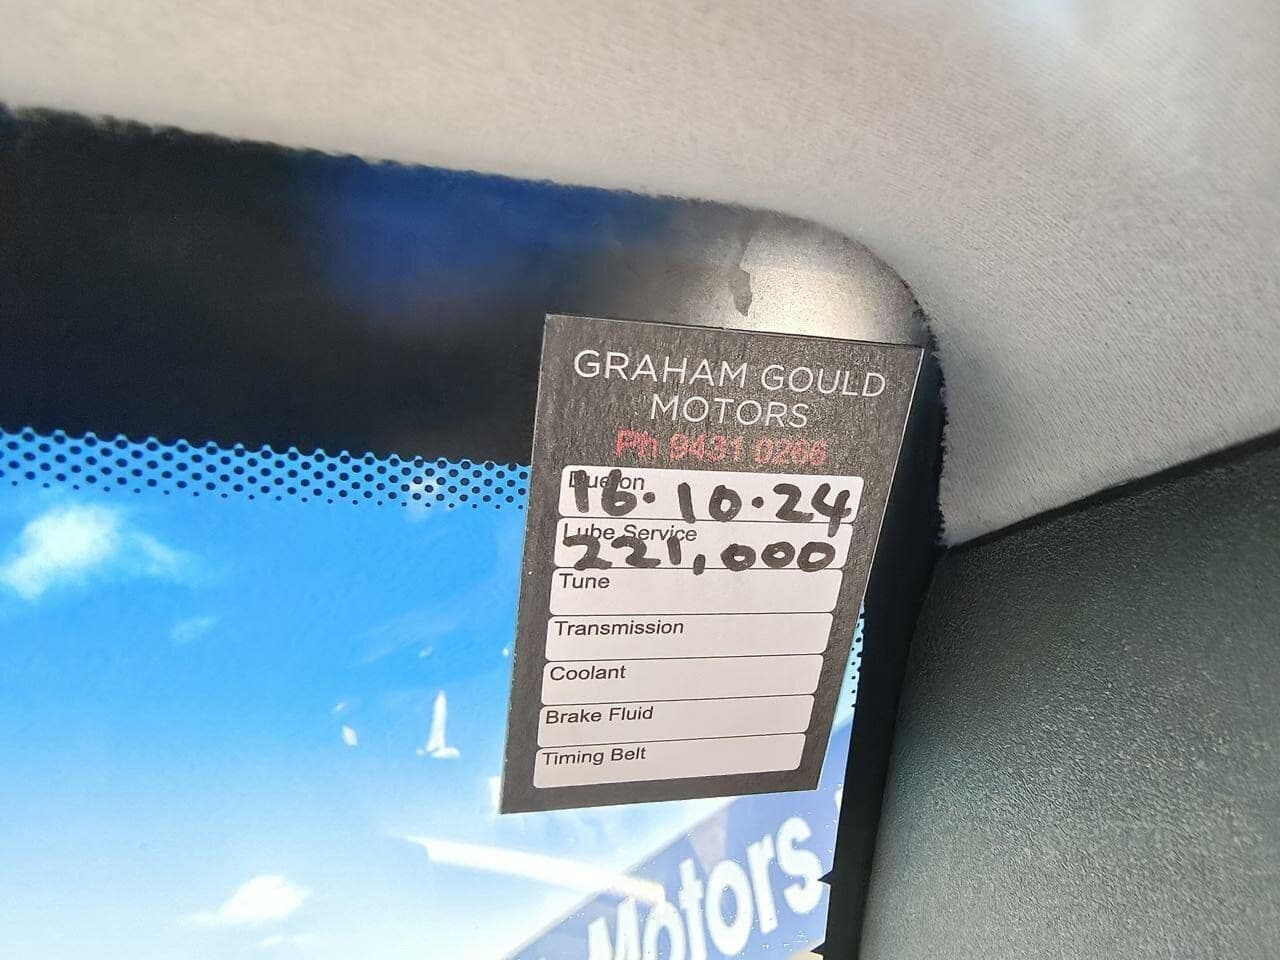 GRAHAM GOULD
MOTORS
Ph 9431 0266
Due on
16.10.24
Lube Service
221,000
Tune
Transmission
Coolant
Brake Fluid
Timing Belt
Motors